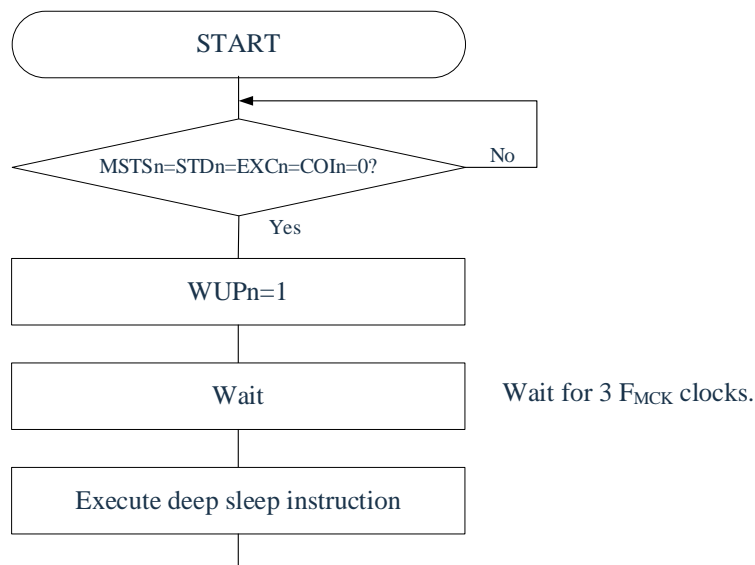 START
MSTSn=STDn=EXCn=COIn=0?
No
Yes
WUPn=1
Wait
Wait for 3 FMCK clocks.
Execute deep sleep instruction